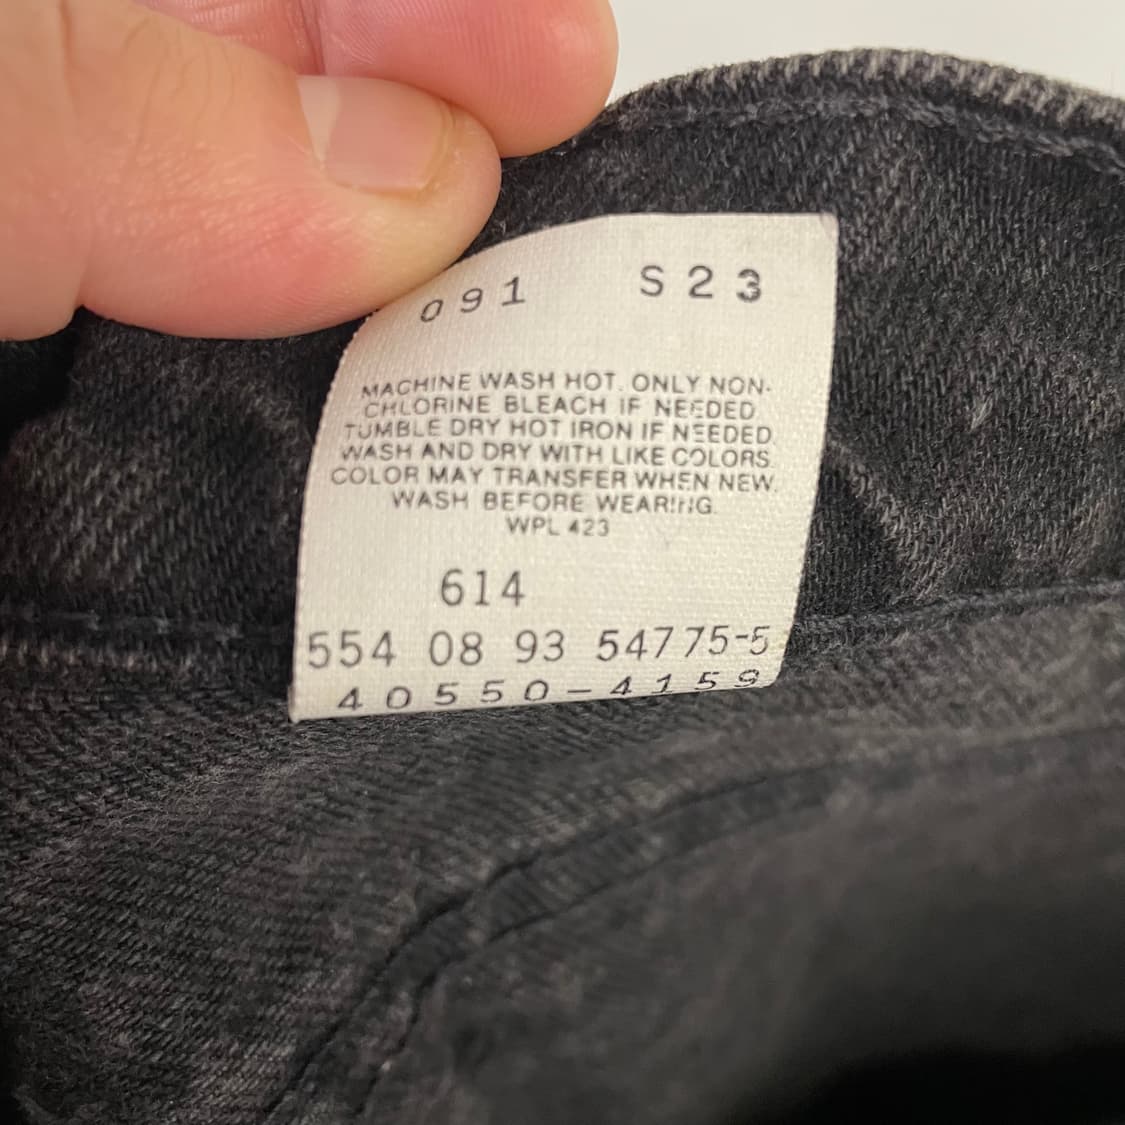 091 S23
MACHINE WASH HOT. ONLY NON-
CHLORINE BLEACH IF NEEDED.
TUMBLE DRY HOT IRON IF NEEDED.
WASH AND DRY WITH LIKE COLORS.
COLOR MAY TRANSFER WHEN NEW.
WASH BEFORE WEARING.
WPL 423
614
554 08 93 54775-5
40550-4159